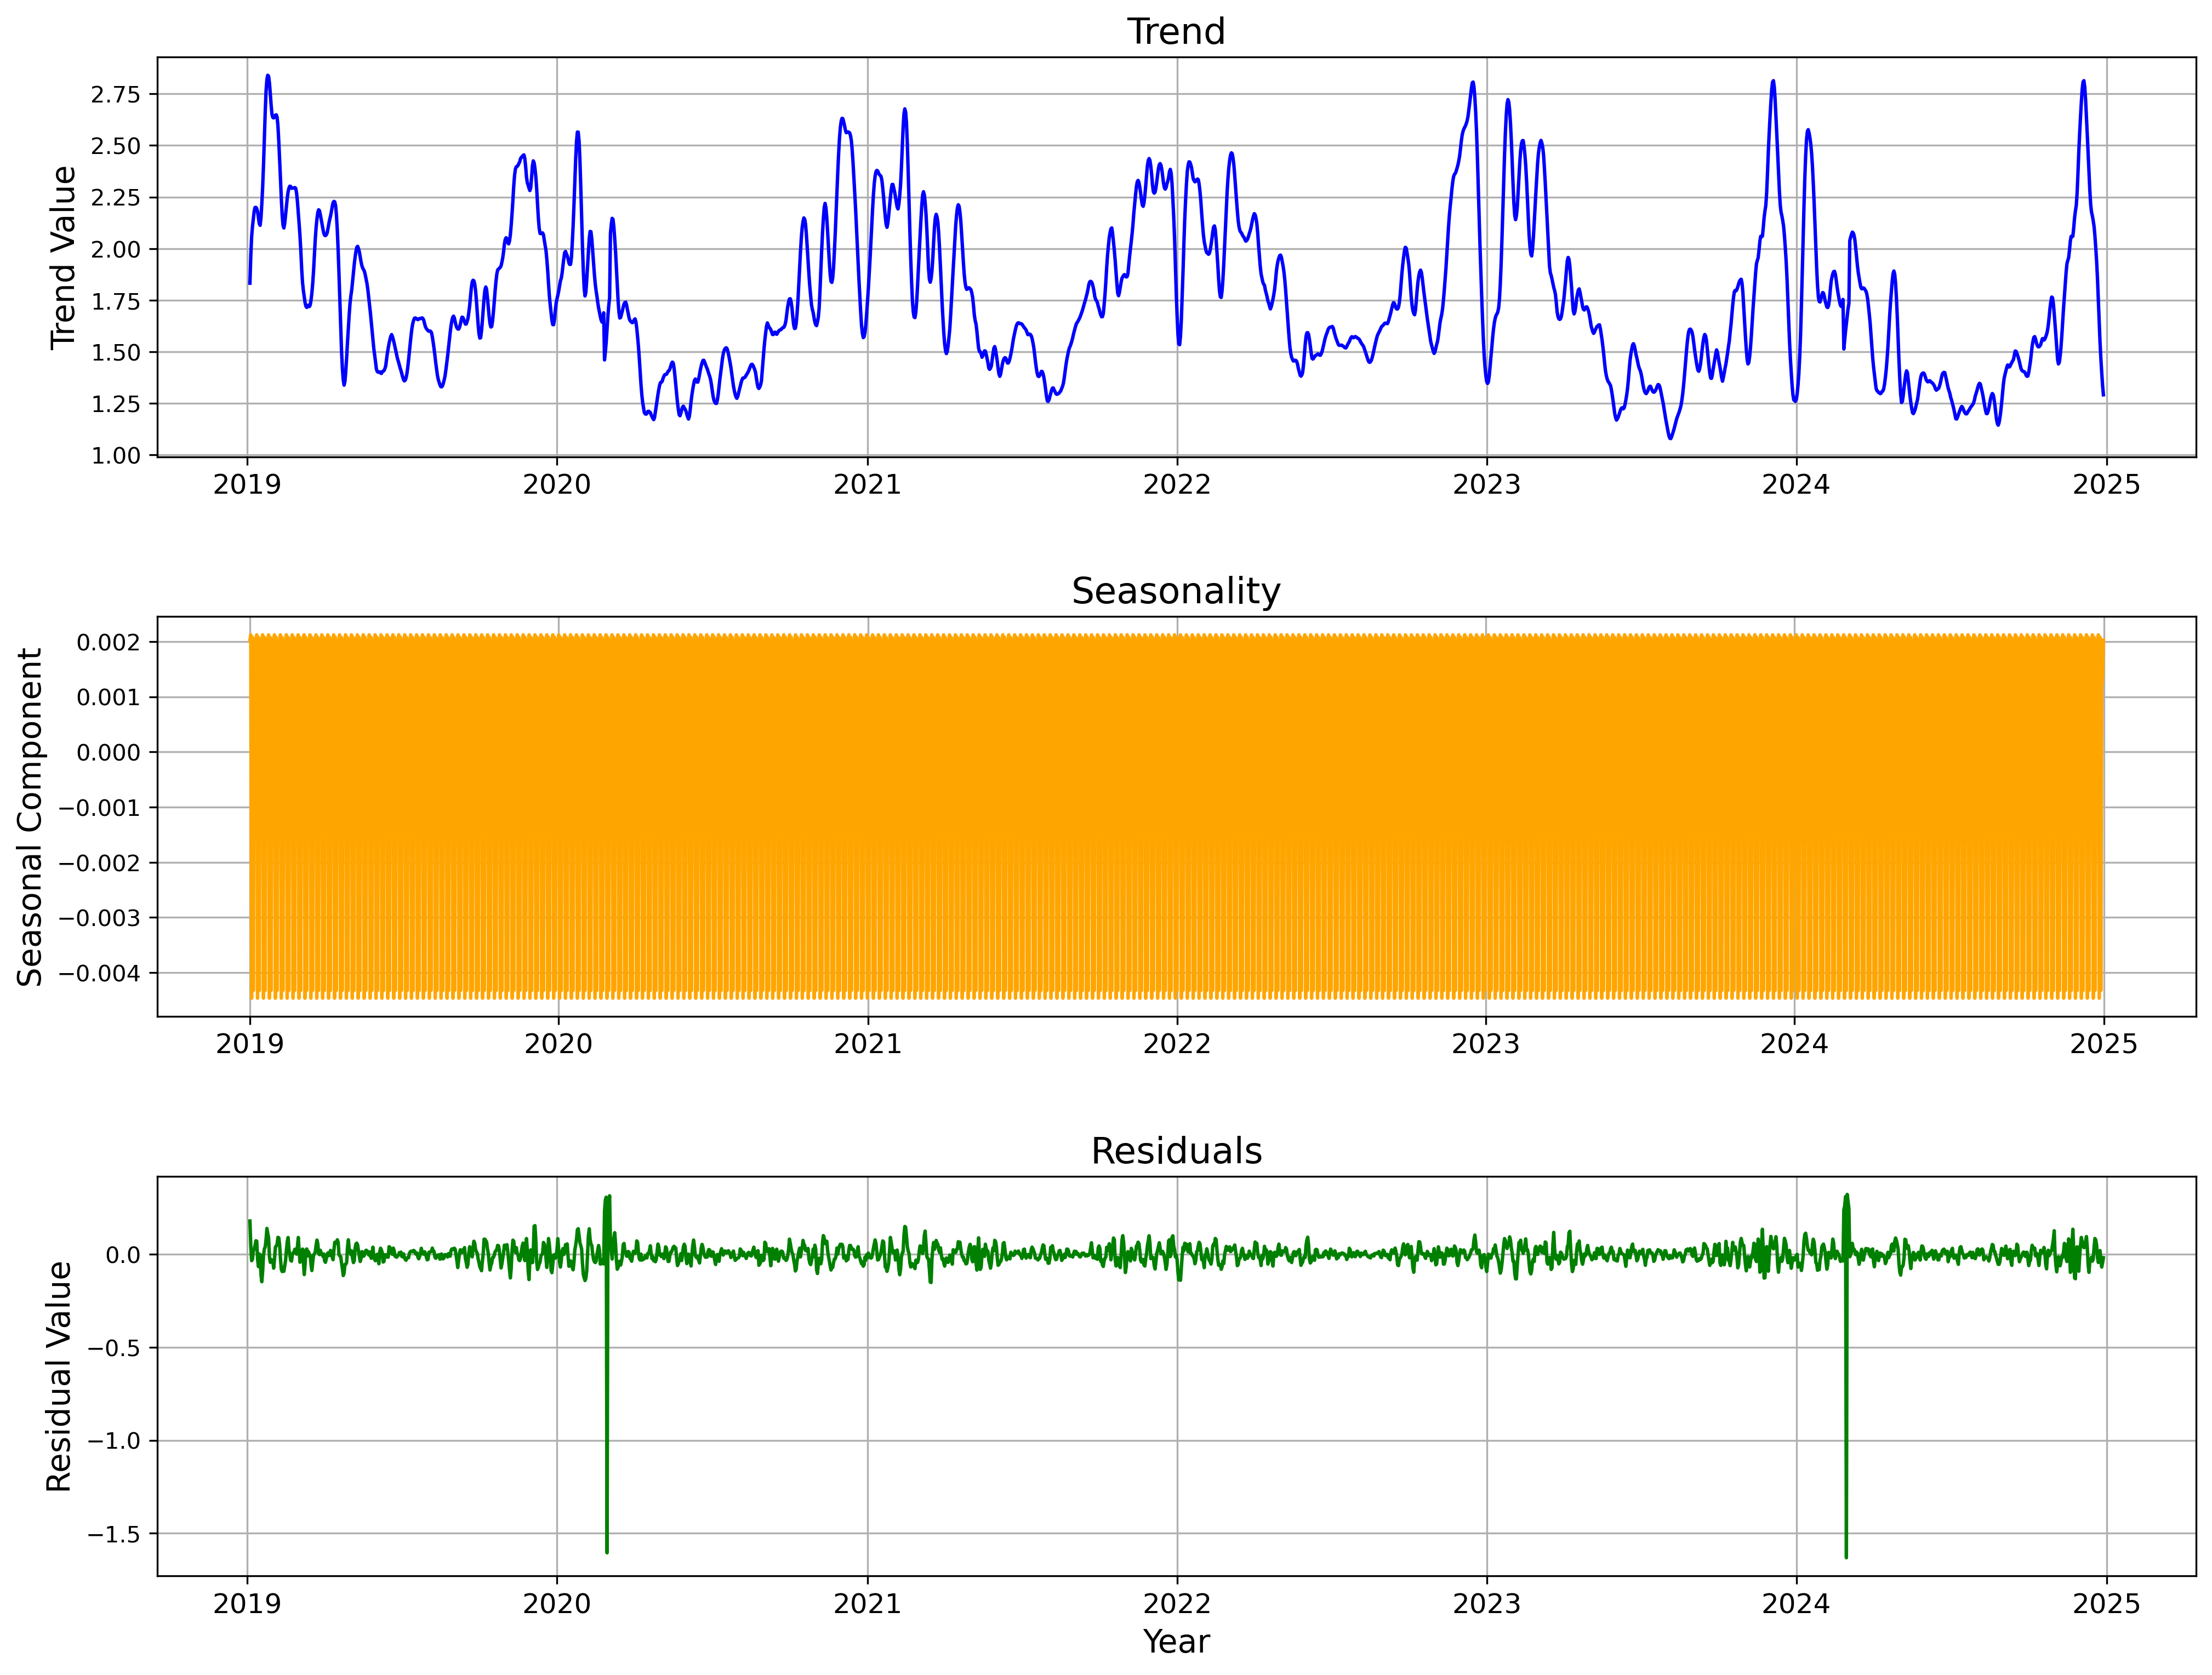 Trend
Trend Value
2.75
2.50
2.25
2.00
1.75
1.50
1.25
1.00
2019 2020 2021 2022 2023 2024 2025
Seasonality
Seasonal Component
0.002
0.001
0.000
−0.001
−0.002
−0.003
−0.004
2019 2020 2021 2022 2023 2024 2025
Residuals
Residual Value
0.0
−0.5
−1.0
−1.5
2019 2020 2021 2022 2023 2024 2025
Year